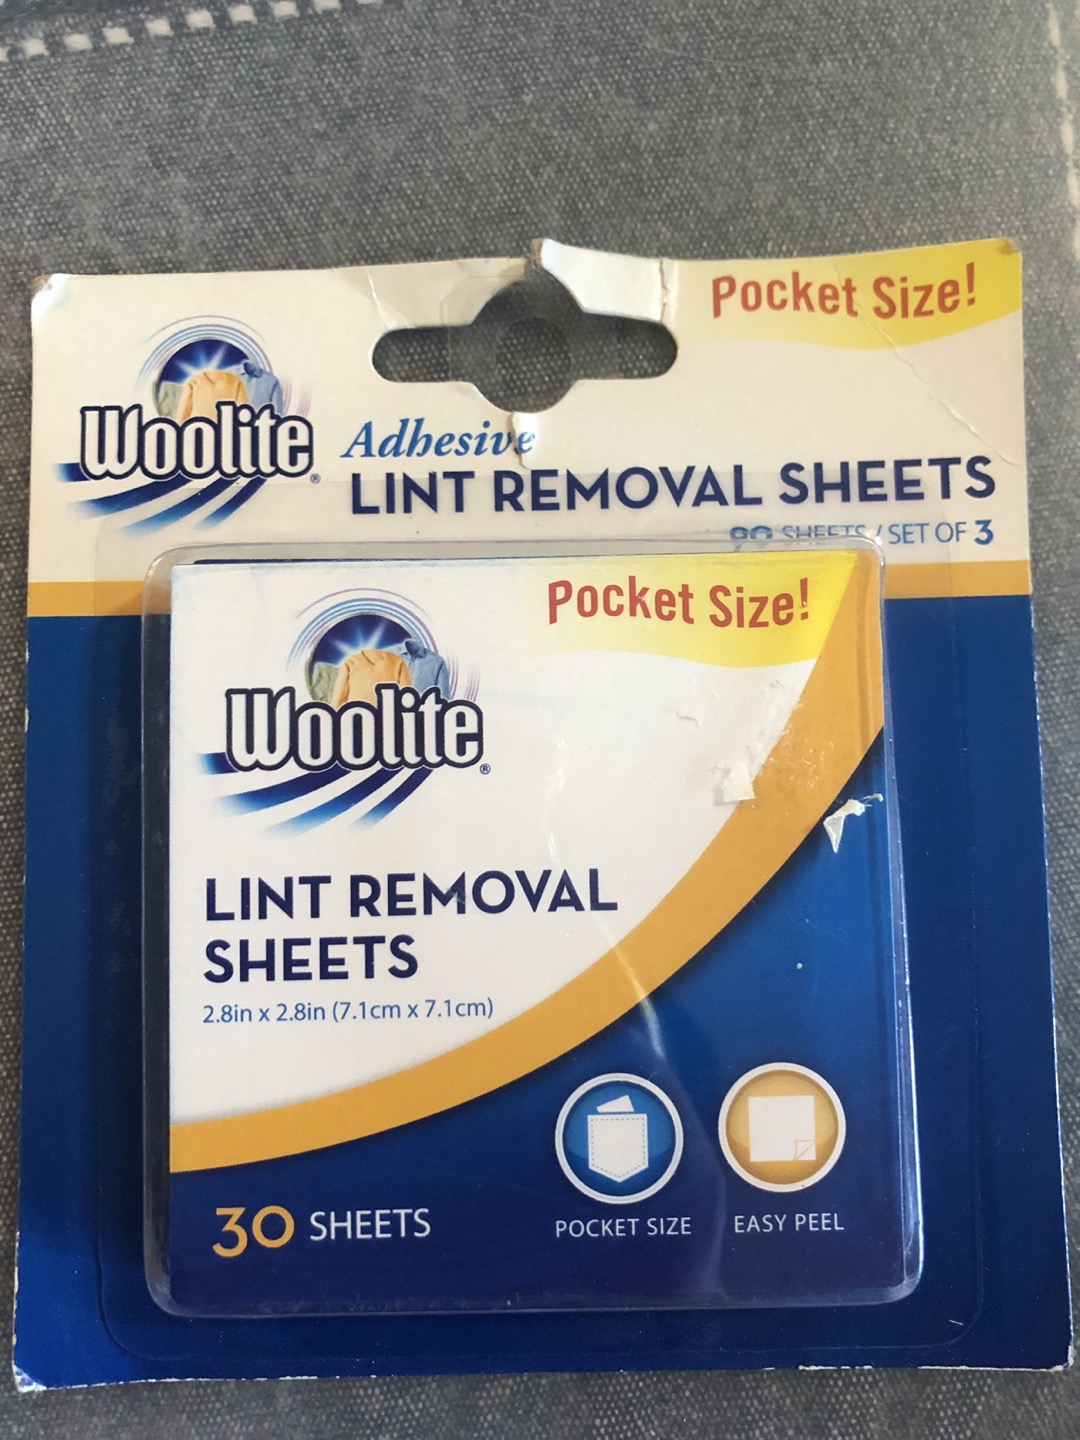 Pocket Size!
Woolite®
Adhesive
LINT REMOVAL SHEETS
SHEETS / SET OF 3
Pocket Size!
Woolite®
LINT REMOVAL
SHEETS
2.8in x 2.8in (7.1cm x 7.1cm)
30 SHEETS
POCKET SIZE
EASY PEEL